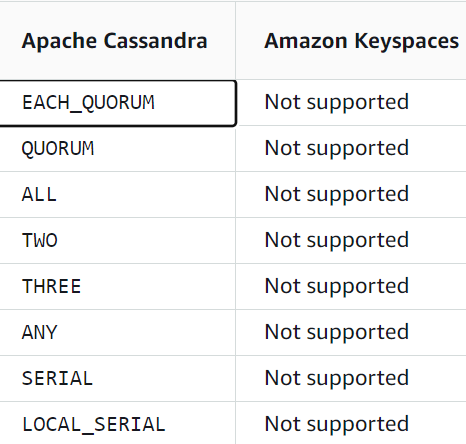 Apache Cassandra Amazon Keyspaces
EACH_QUORUM Not supported
QUORUM Not supported
ALL Not supported
TWO Not supported
THREE Not supported
ANY Not supported
SERIAL Not supported
LOCAL_SERIAL Not supported